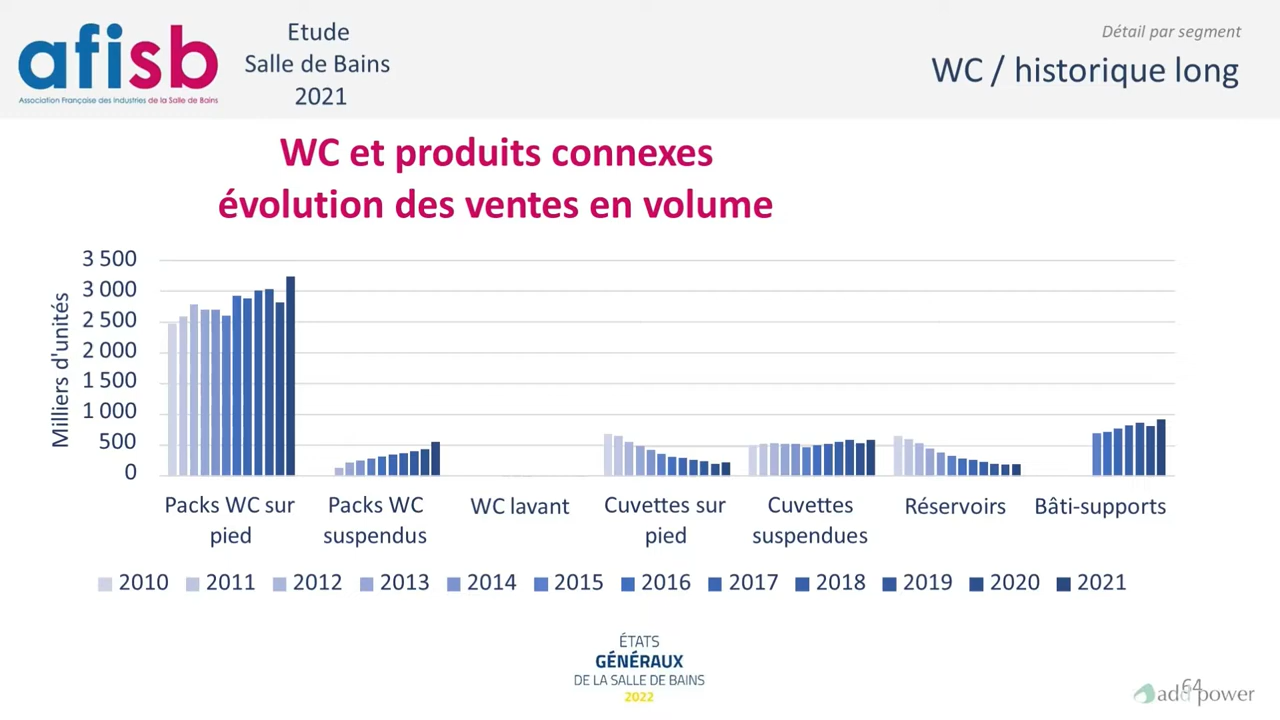 afisb
Association Française des Industries de la Salle de Bains
Etude
Salle de Bains
2021
Détail par segment
WC / historique long
WC et produits connexes
évolution des ventes en volume
Milliers d'unités
3 500
3 000
2 500
2 000
1 500
1 000
500
0
Packs WC sur
pied
Packs WC
suspendus
WC lavant
Cuvettes sur
pied
Cuvettes
suspendues
Réservoirs
Bâti-supports
2010 2011 2012 2013 2014 2015 2016 2017 2018 2019 2020 2021
ÉTATS
GÉNÉRAUX
DE LA SALLE DE BAINS
2022
64
add power